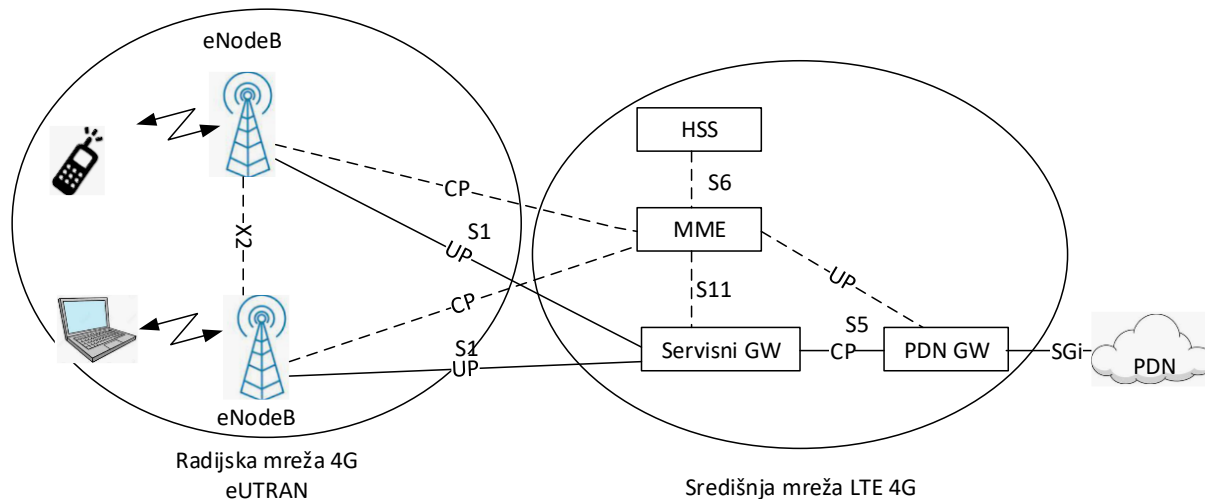 eNodeB
HSS
CP
S6
S1
MME
X2
UP
UP
CP
S11
S1
UP
Servisni GW
S5
CP
PDN GW
SGi
PDN
eNodeB
Radijska mreža 4G
eUTRAN
Središnja mreža LTE 4G